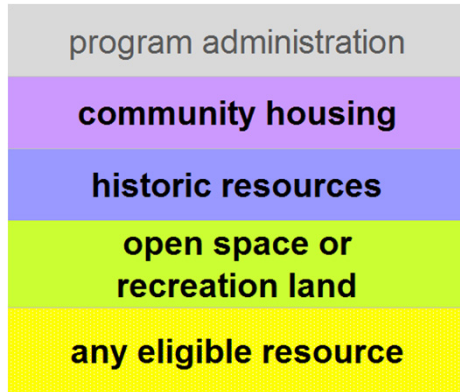 program administration
community housing
historic resources
open space or
recreation land
any eligible resource